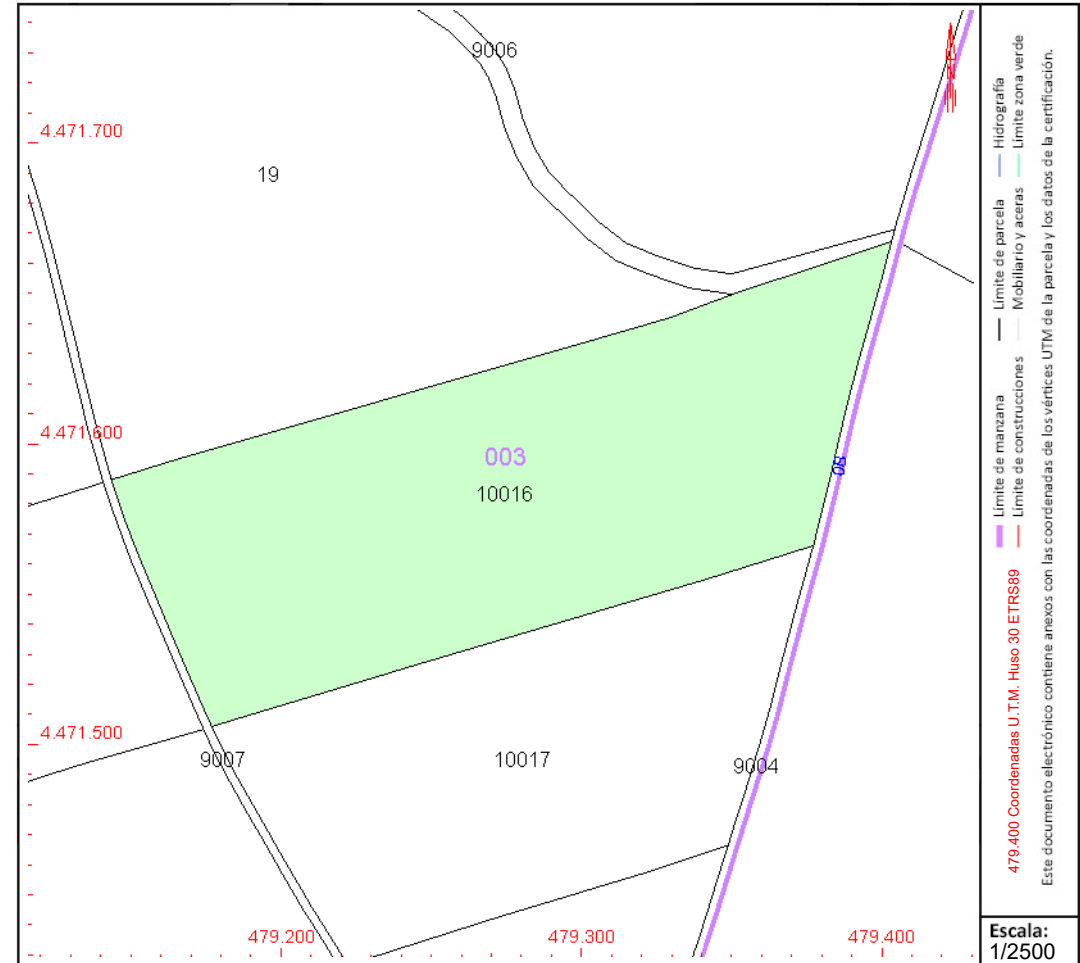 9006
4.471.700
19
4.471.600
003
10016
4.471.500
9007
10017
9004
479.200
479.300
479.400
Límite de manzana
Límite de parcela
Hidrografía
Límite de construcciones
Mobiliario y aceras
Límite zona verde
479.400 Coordenadas U.T.M. Huso 30 ETRS89
Este documento electrónico contiene anexos con las coordenadas de los vértices UTM de la parcela y los datos de la certificación.
Escala:
1/2500